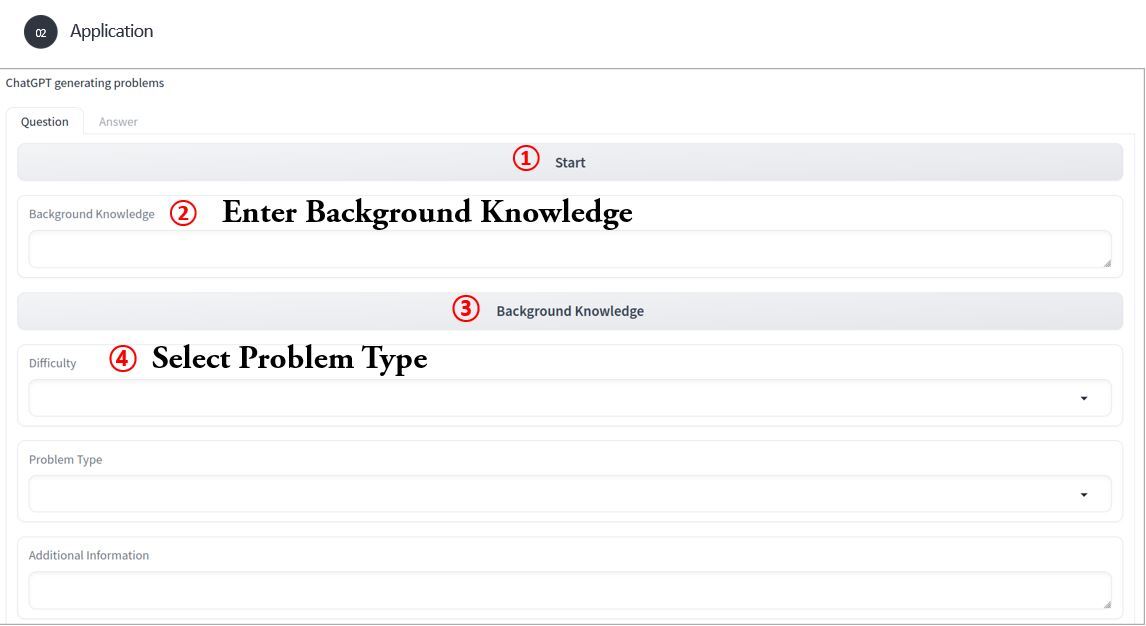 02 Application
ChatGPT generating problems
Question Answer
① Start
Background Knowledge ② Enter Background Knowledge
③ Background Knowledge
Difficulty ④ Select Problem Type
Problem Type
Additional Information